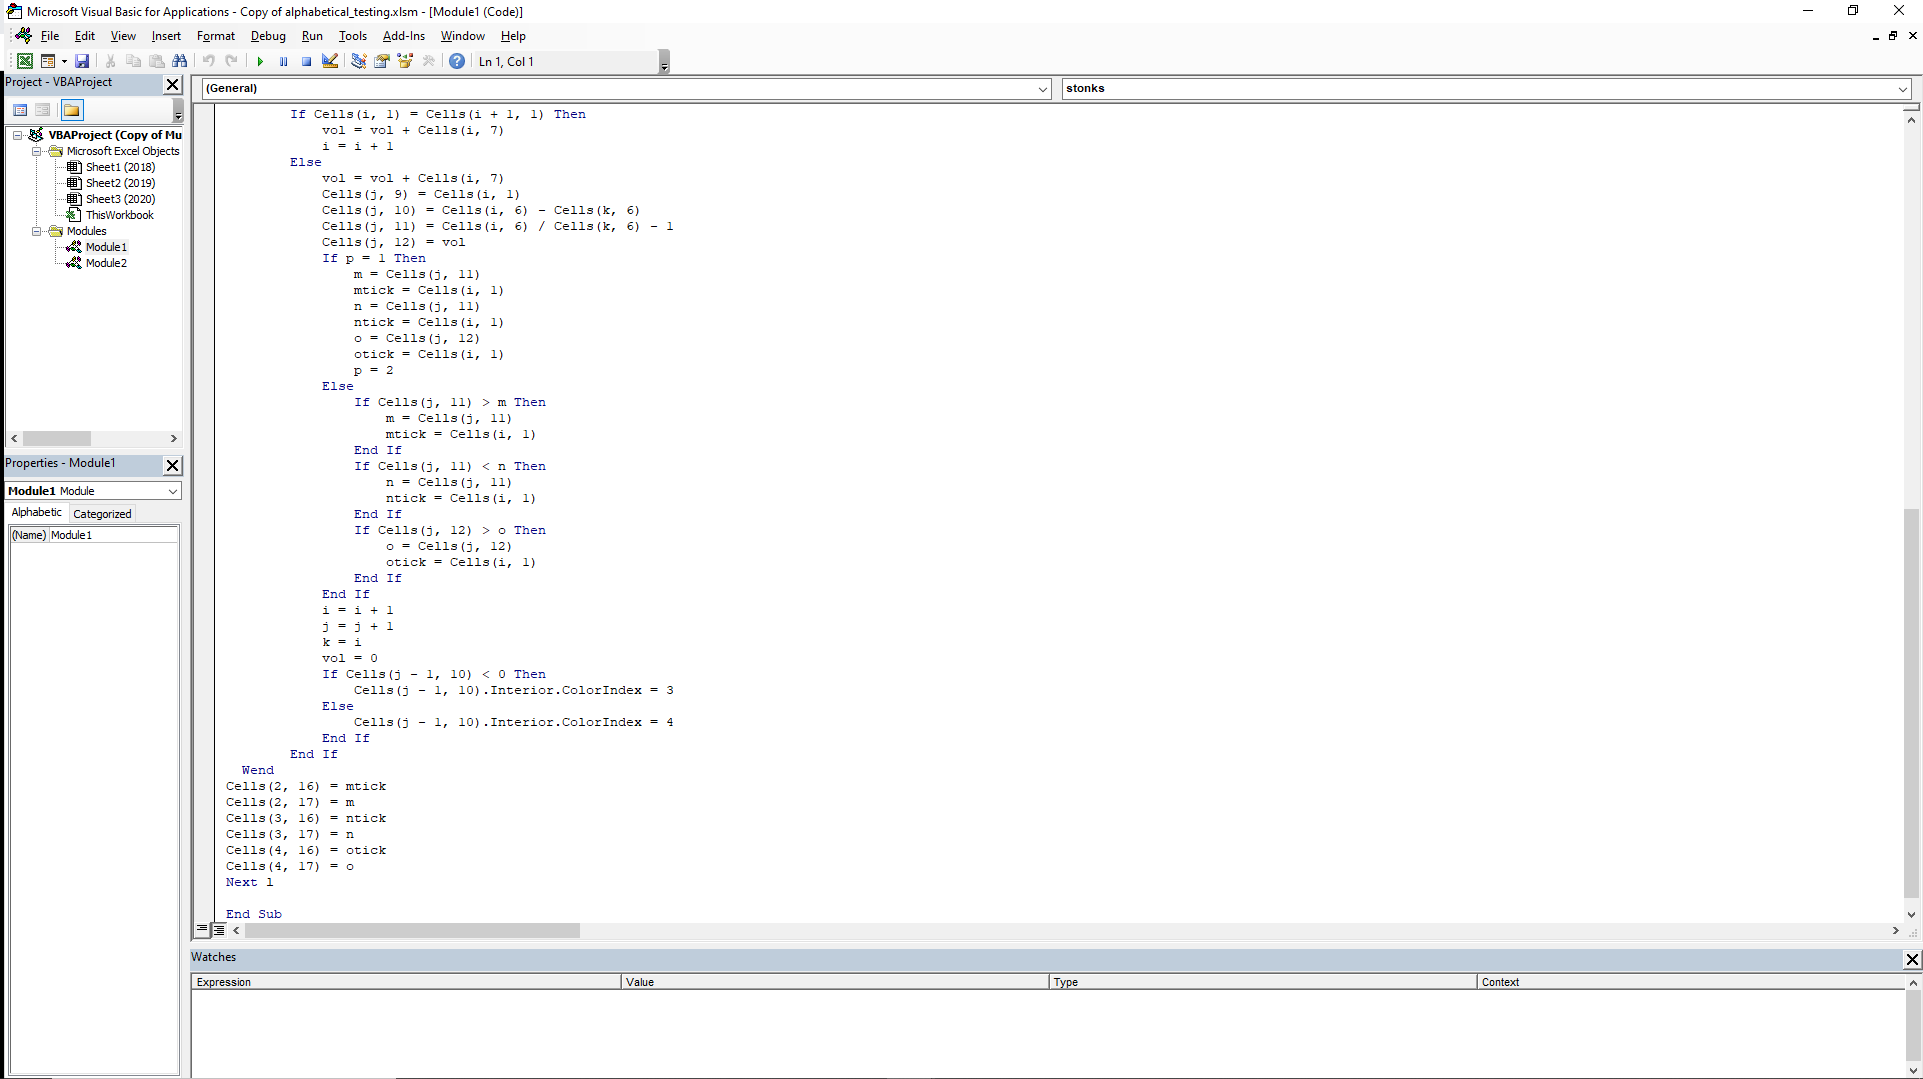 Microsoft Visual Basic for Applications - Copy of alphabetical_testing.xlsm - [Module1 (Code)]
File Edit View Insert Format Debug Run Tools Add-Ins Window Help
Ln 1, Col 1
Project - VBAProject
(General)
stonks
VBAProject (Copy of Mu
Microsoft Excel Objects
Sheet1 (2018)
Sheet2 (2019)
Sheet3 (2020)
ThisWorkbook
Modules
Module1
Module2
Properties - Module1
Module1 Module
Alphabetic Categorized
(Name) Module1
If Cells(i, 1) = Cells(i + 1, 1) Then
vol = vol + Cells(i, 7)
i = i + 1
Else
vol = vol + Cells(i, 7)
Cells(j, 9) = Cells(i, 1)
Cells(j, 10) = Cells(i, 6) - Cells(k, 6)
Cells(j, 11) = Cells(i, 6) / Cells(k, 6) - 1
Cells(j, 12) = vol
If p = 1 Then
m = Cells(j, 11)
mtick = Cells(i, 1)
n = Cells(j, 11)
ntick = Cells(i, 1)
o = Cells(j, 12)
otick = Cells(i, 1)
p = 2
Else
If Cells(j, 11) > m Then
m = Cells(j, 11)
mtick = Cells(i, 1)
End If
If Cells(j, 11) < n Then
n = Cells(j, 11)
ntick = Cells(i, 1)
End If
If Cells(j, 12) > o Then
o = Cells(j, 12)
otick = Cells(i, 1)
End If
End If
i = i + 1
j = j + 1
k = i
vol = 0
If Cells(j - 1, 10) < 0 Then
Cells(j - 1, 10).Interior.ColorIndex = 3
Else
Cells(j - 1, 10).Interior.ColorIndex = 4
End If
End If
Wend
Cells(2, 16) = mtick
Cells(2, 17) = m
Cells(3, 16) = ntick
Cells(3, 17) = n
Cells(4, 16) = otick
Cells(4, 17) = o
Next l
End Sub
Watches
Expression Value Type Context